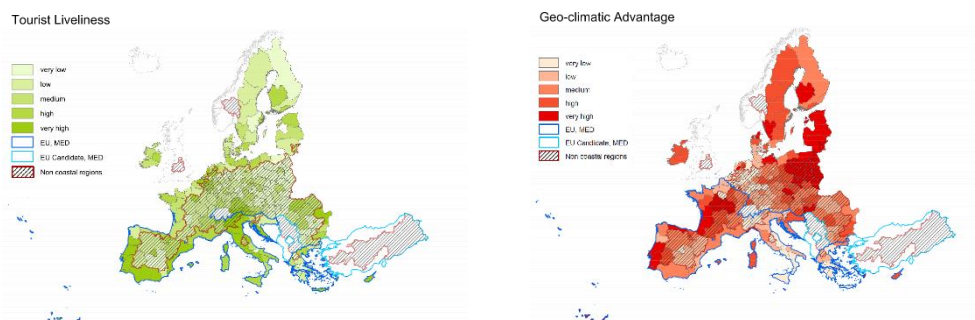 Tourist Liveliness
very low
low
medium
high
very high
EU, MED
EU Candidate, MED
Non coastal regions
Geo-climatic Advantage
very low
low
medium
high
very high
EU, MED
EU Candidate, MED
Non coastal regions